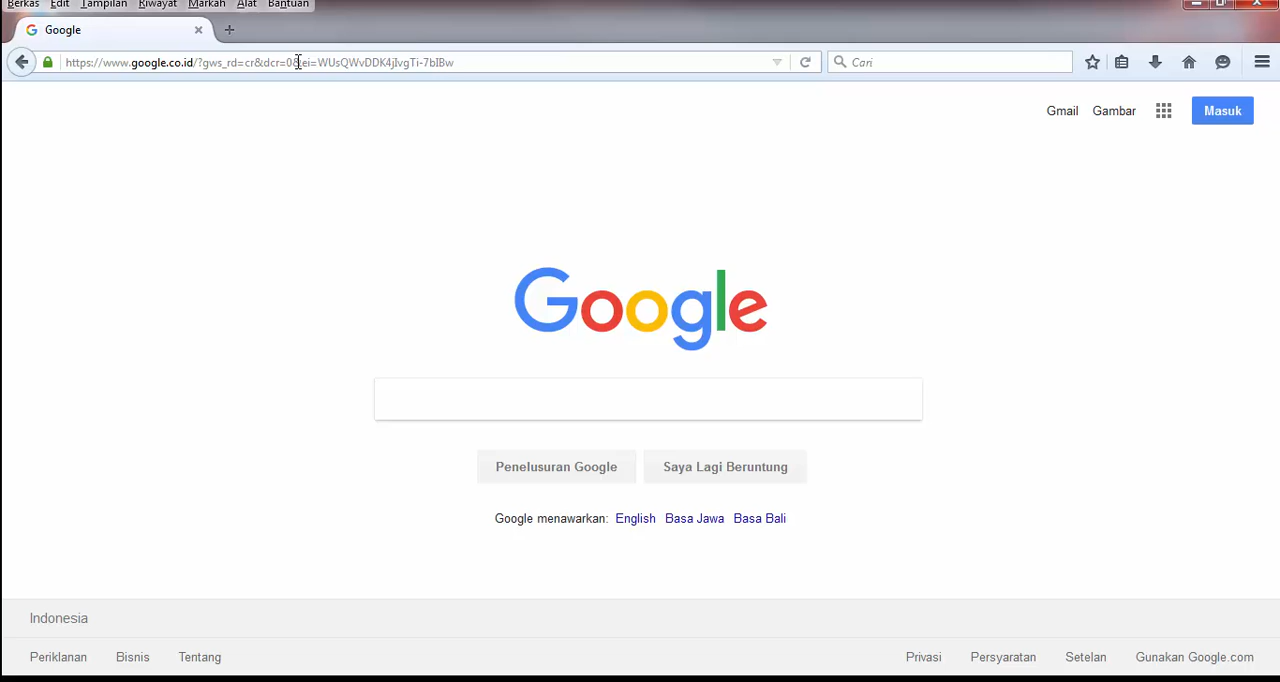 Berkas Edit Tampilan Riwayat Markah Alat Bantuan
Google
https://www.google.co.id/?gws_rd=cr&dcr=0&ei=WUsQWvDDK4jJvgTi-7bIBw
Cari
Gmail Gambar Masuk
Google
Penelusuran Google Saya Lagi Beruntung
Google menawarkan: English Basa Jawa Basa Bali
Indonesia
Periklanan Bisnis Tentang Privasi Persyaratan Setelan Gunakan Google.com